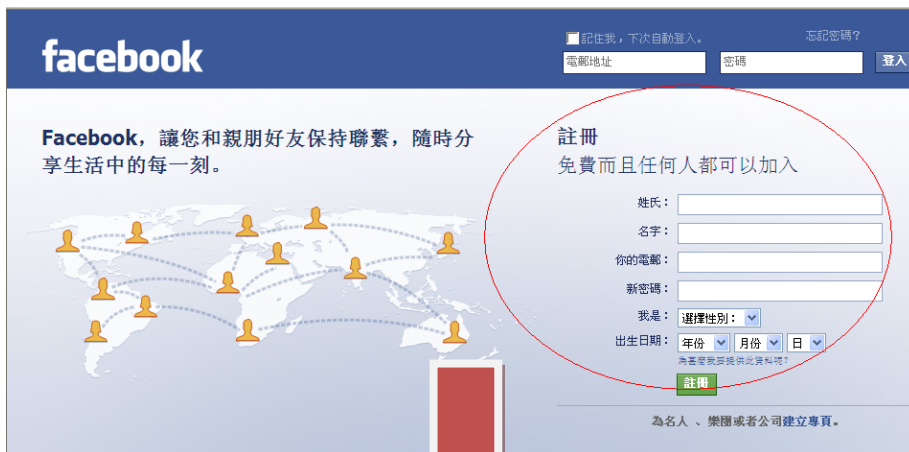 facebook
記住我，下次自動登入。
忘記密碼？
電郵地址
密碼
登入
Facebook，讓您和親朋好友保持聯繫，隨時分
享生活中的每一刻。
註冊
免費而且任何人都可以加入
姓氏：
名字：
你的電郵：
新密碼：
我是：
選擇性別：
出生日期：
年份
月份
日
為甚麼我要提供此資料呢？
註冊
為名人 、樂團或者公司建立專頁。